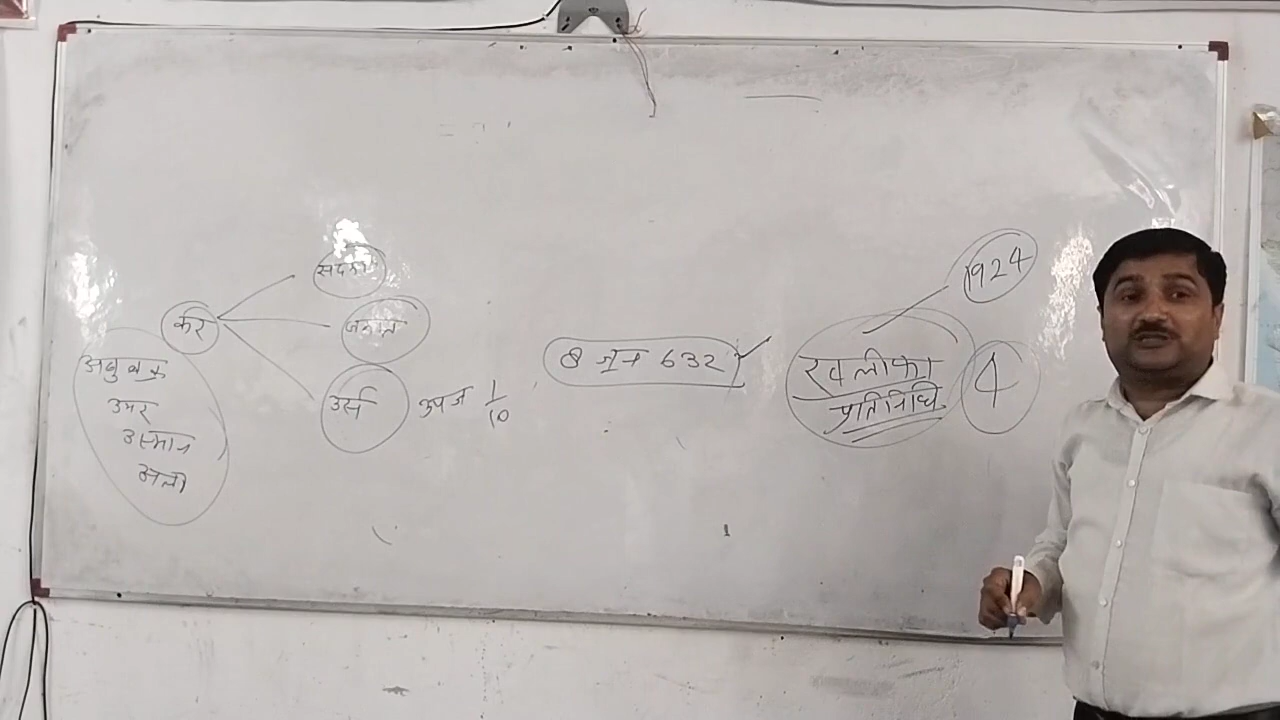 सदका
कर
जकात
उर्स उपज 1/10
अबु बक्र
उमर
उस्मान
अली
8 जून 632
1924
खलीफा
प्रतिनिधि
4